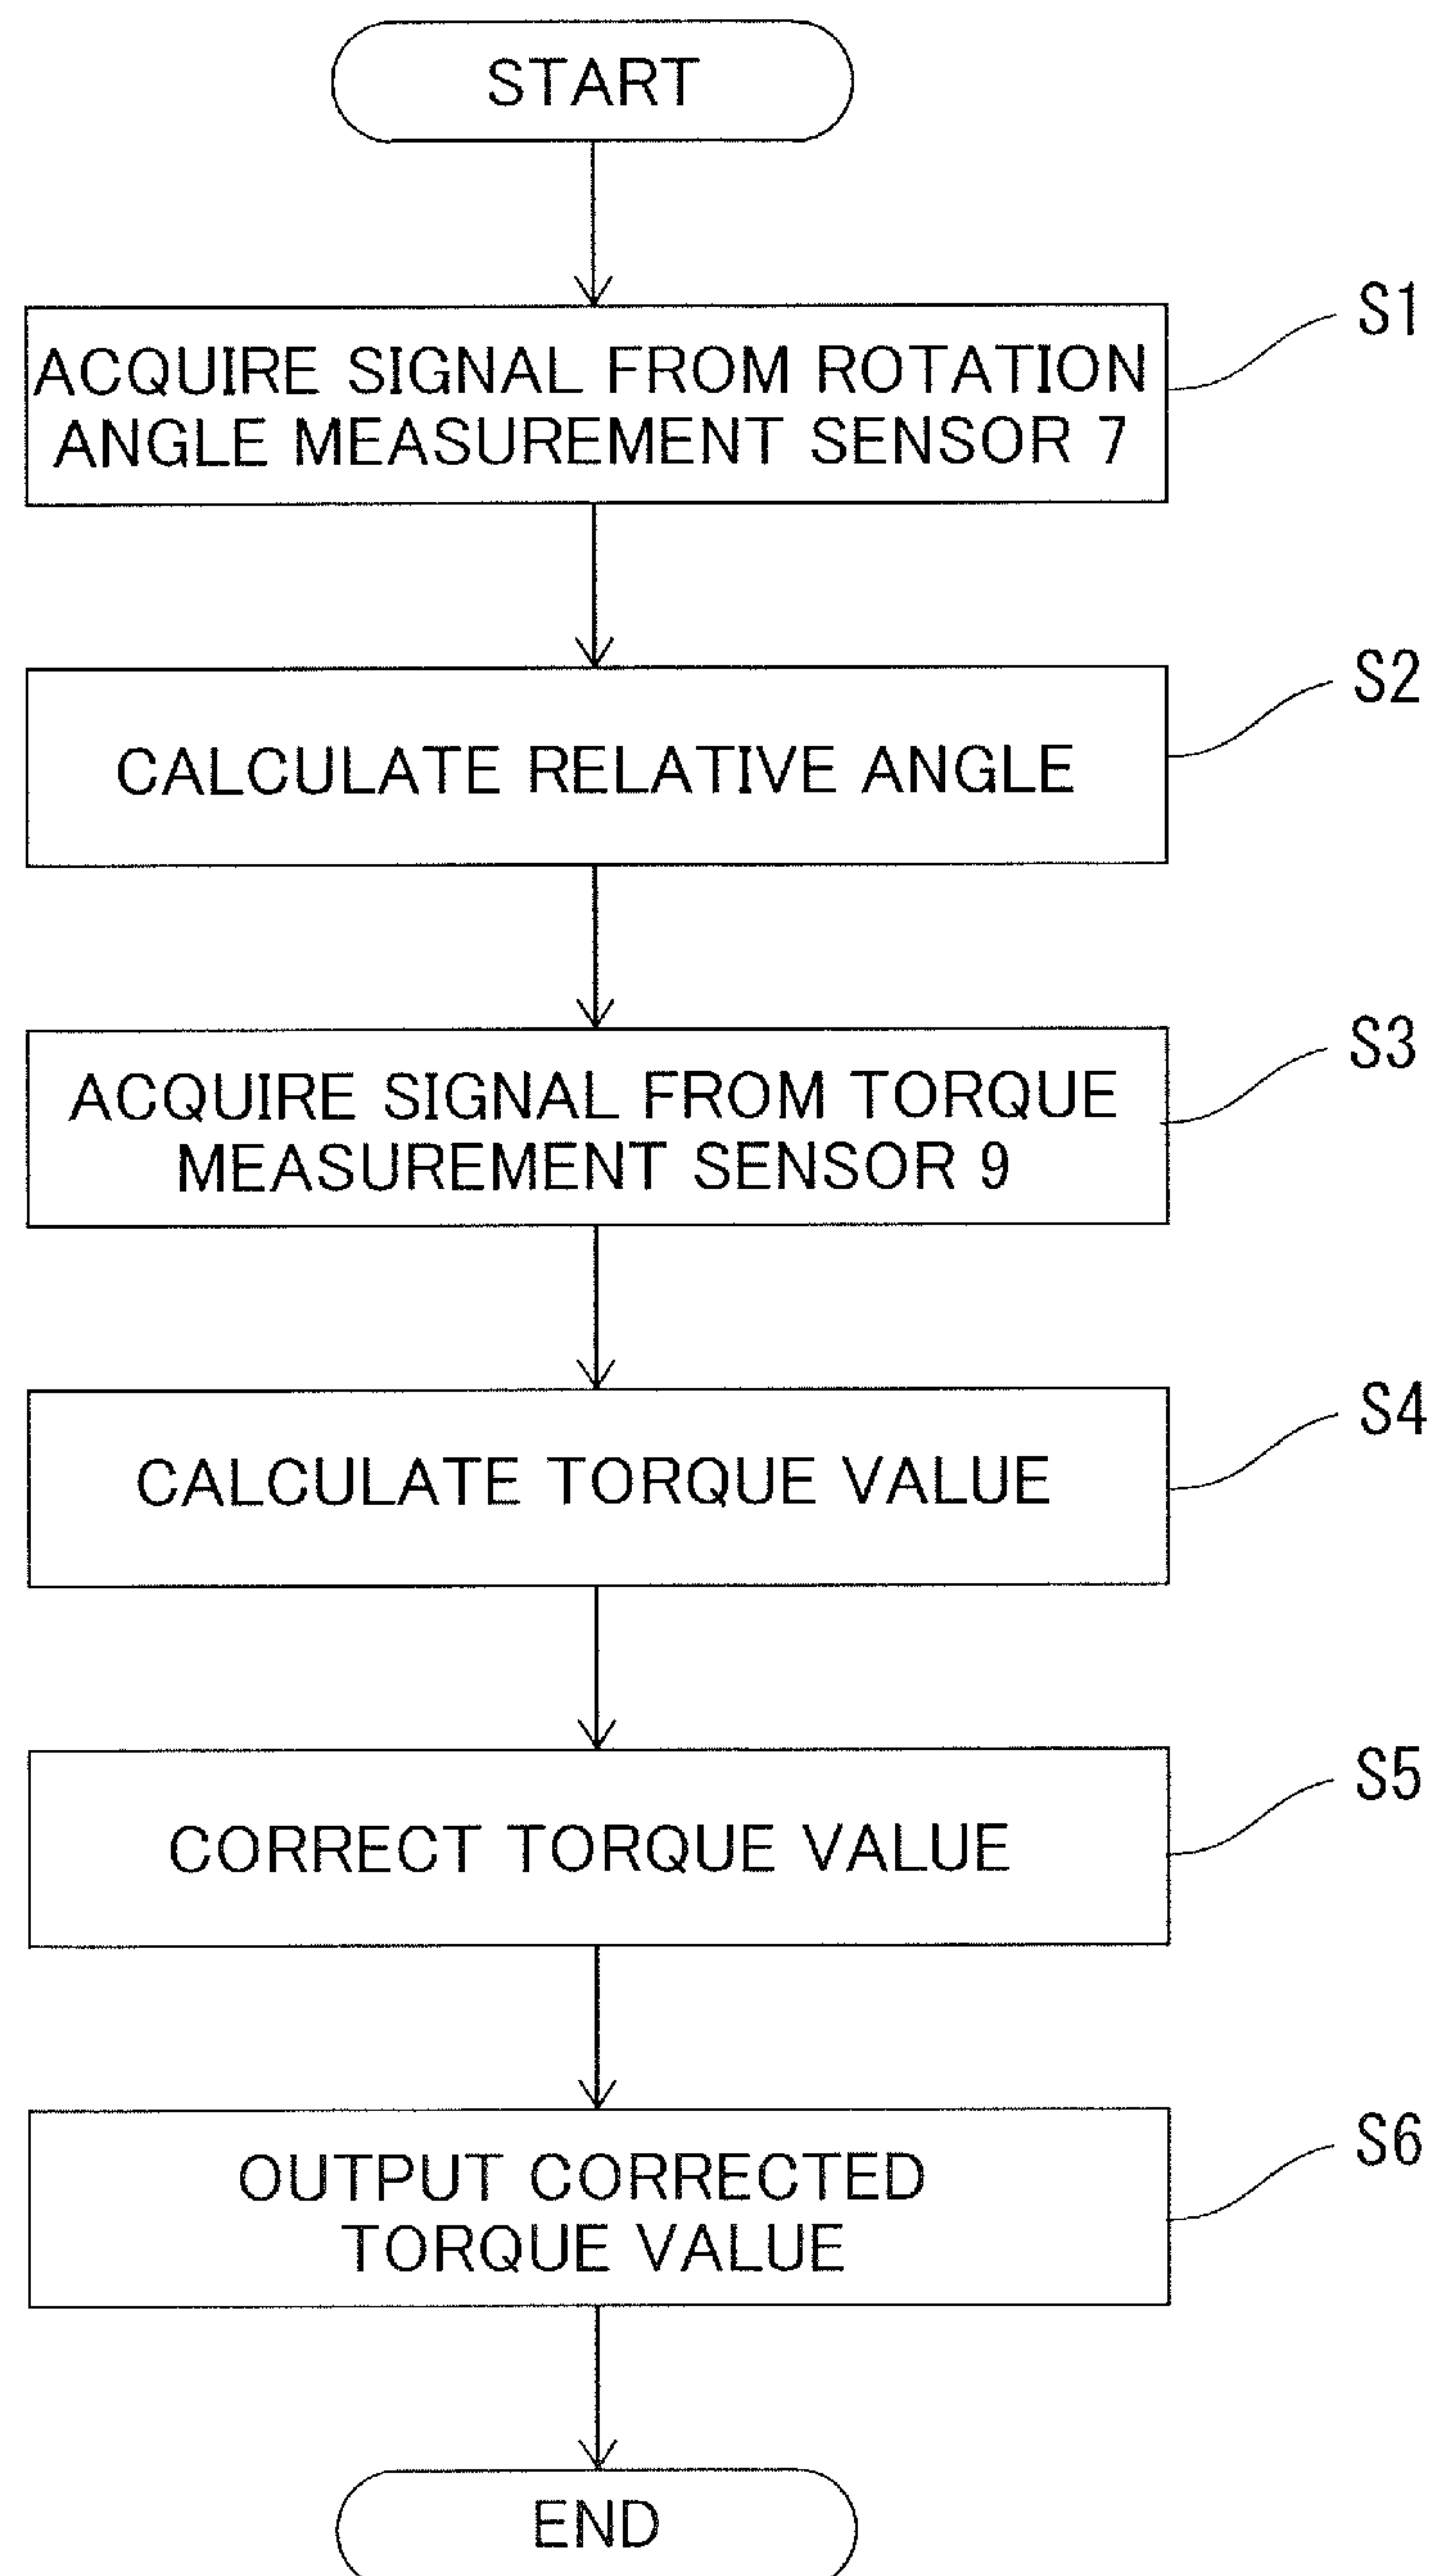 START
S1
ACQUIRE SIGNAL FROM ROTATION
ANGLE MEASUREMENT SENSOR 7
S2
CALCULATE RELATIVE ANGLE
S3
ACQUIRE SIGNAL FROM TORQUE
MEASUREMENT SENSOR 9
S4
CALCULATE TORQUE VALUE
S5
CORRECT TORQUE VALUE
S6
OUTPUT CORRECTED
TORQUE VALUE
END